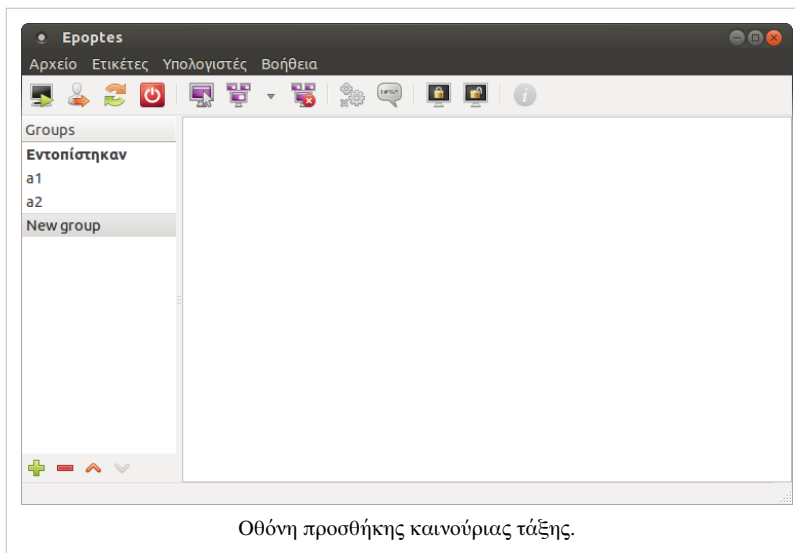 Epoptes
Αρχείο Ετικέτες Υπολογιστές Βοήθεια
Groups
Εντοπίστηκαν
a1
a2
New group
Οθόνη προσθήκης καινούριας τάξης.